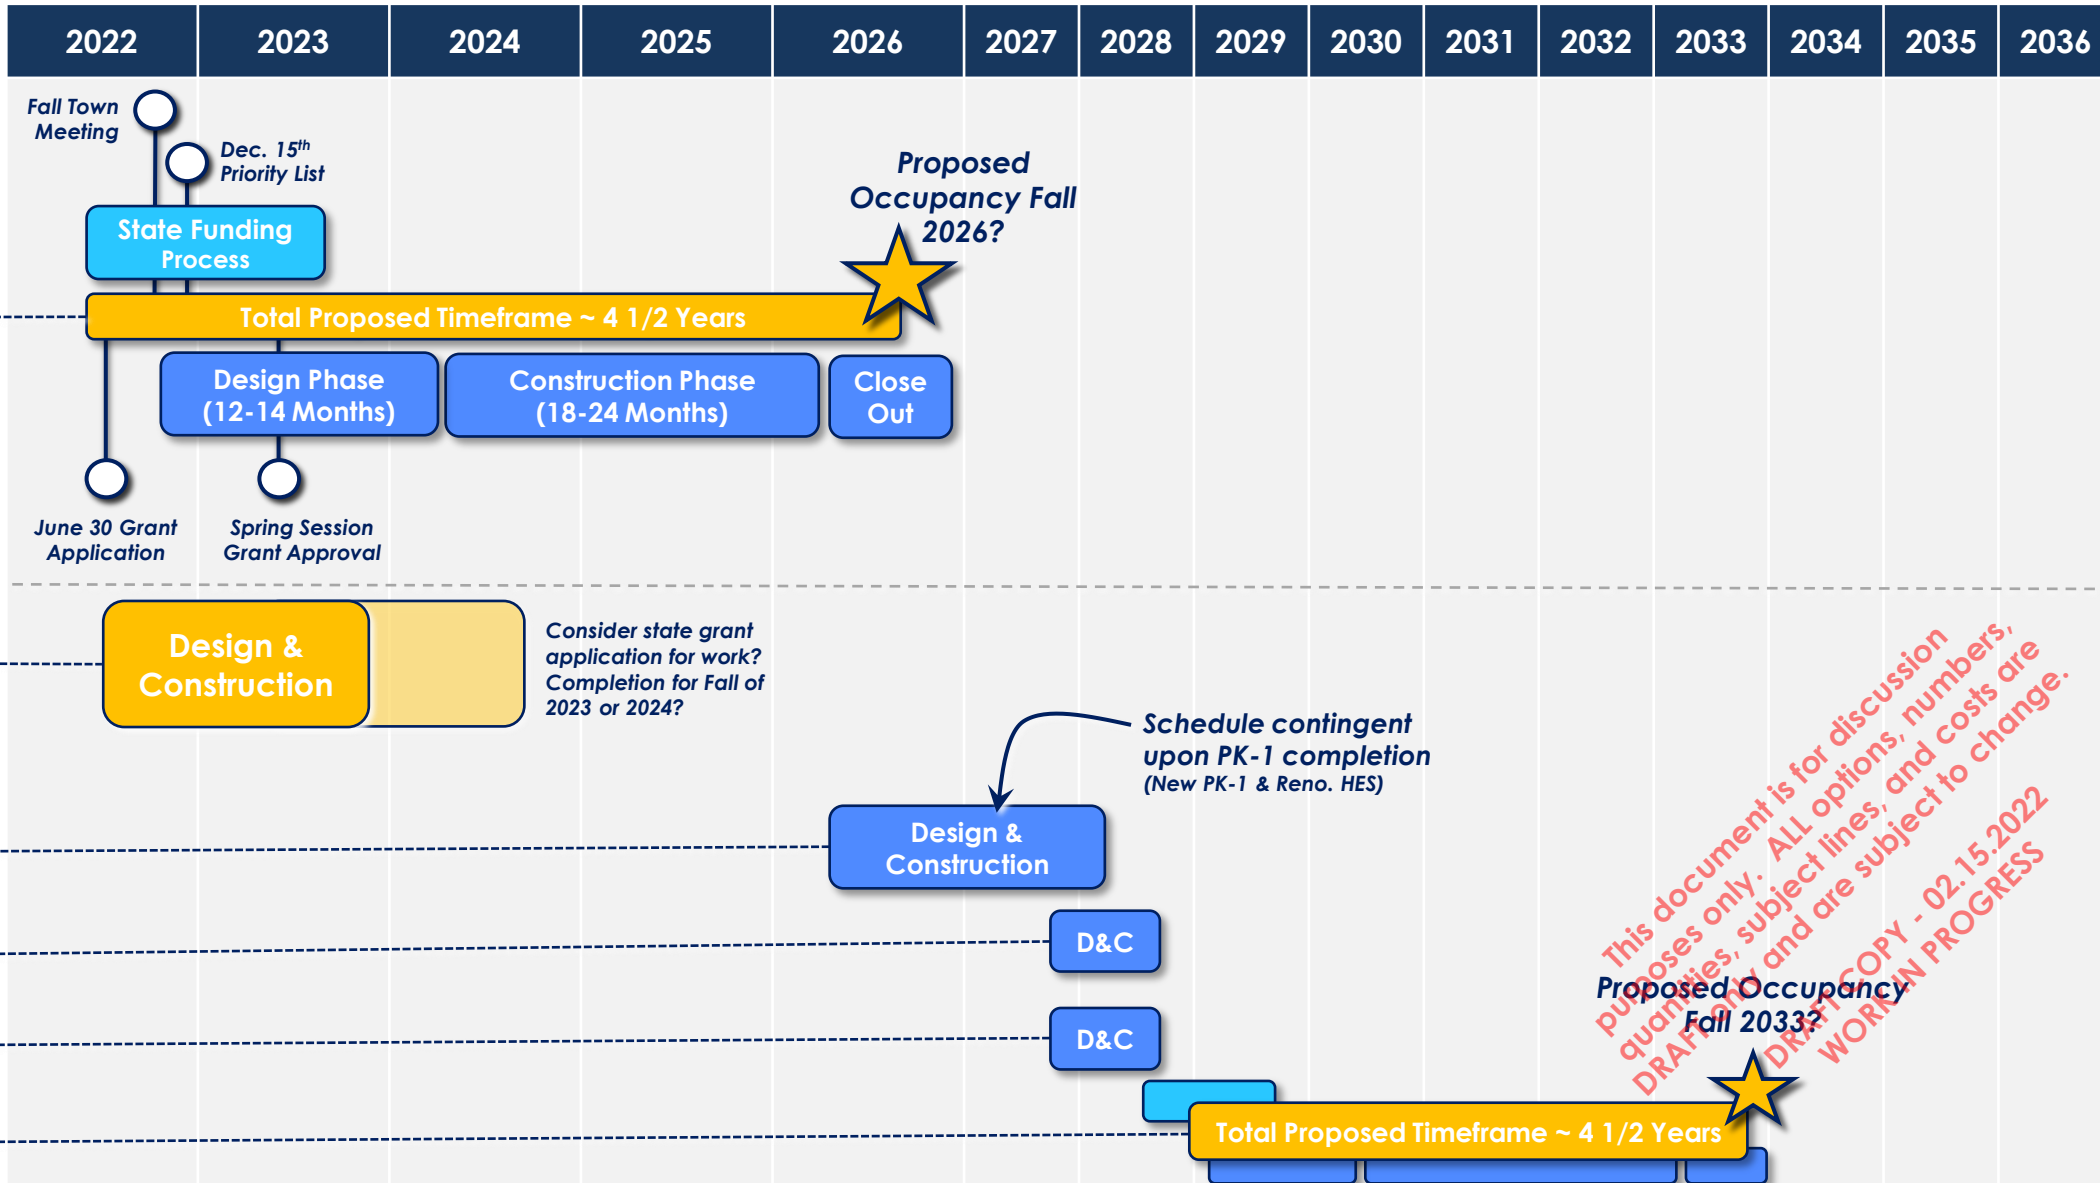 2022 2023 2024 2025 2026 2027 2028 2029 2030 2031 2032 2033 2034 2035 2036
Fall Town
Meeting
Dec. 15th
Priority List
Proposed
Occupancy Fall
2026?
State Funding
Process
Total Proposed Timeframe ~ 4 1/2 Years
Design Phase
(12-14 Months)
Construction Phase
(18-24 Months)
Close
Out
June 30 Grant
Application
Spring Session
Grant Approval
Design &
Construction
Consider state grant
application for work?
Completion for Fall of
2023 or 2024?
Schedule contingent
upon PK-1 completion
(New PK-1 & Reno. HES)
Design &
Construction
D&C
D&C
This document is for discussion
purposes only. ALL options, numbers,
quantities, subject lines, and costs are
DRAFT only and are subject to change.
DRAFT COPY - 02.15.2022
WORK IN PROGRESS
Proposed Occupancy
Fall 2033?
Total Proposed Timeframe ~ 4 1/2 Years